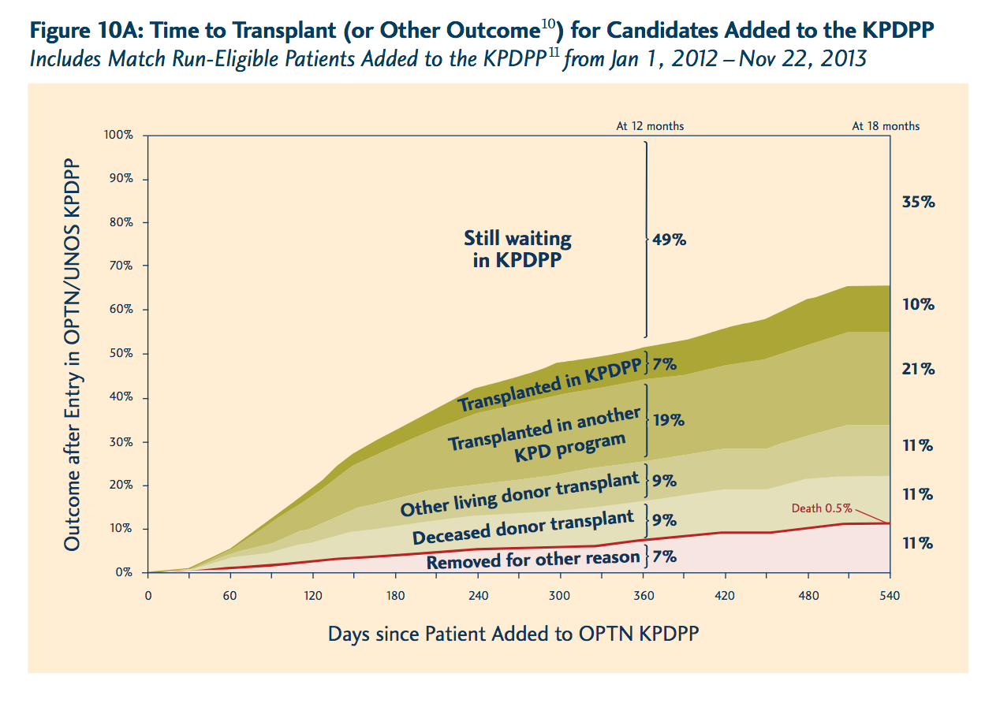 Figure 10A: Time to Transplant (or Other Outcome10) for Candidates Added to the KPDPP
Includes Match Run-Eligible Patients Added to the KPDPP11 from Jan 1, 2012 – Nov 22, 2013
At 12 months
At 18 months
Outcome after Entry in OPTN/UNOS KPDPP
100%
90%
80%
70%
60%
50%
40%
30%
20%
10%
0%
Still waiting
in KPDPP
49%
Transplanted in KPDPP
7%
Transplanted in another
KPD program
19%
Other living donor transplant
9%
Deceased donor transplant
9%
Removed for other reason
7%
Death 0.5%
35%
10%
21%
11%
11%
11%
0
60
120
180
240
300
360
420
480
540
Days since Patient Added to OPTN KPDPP